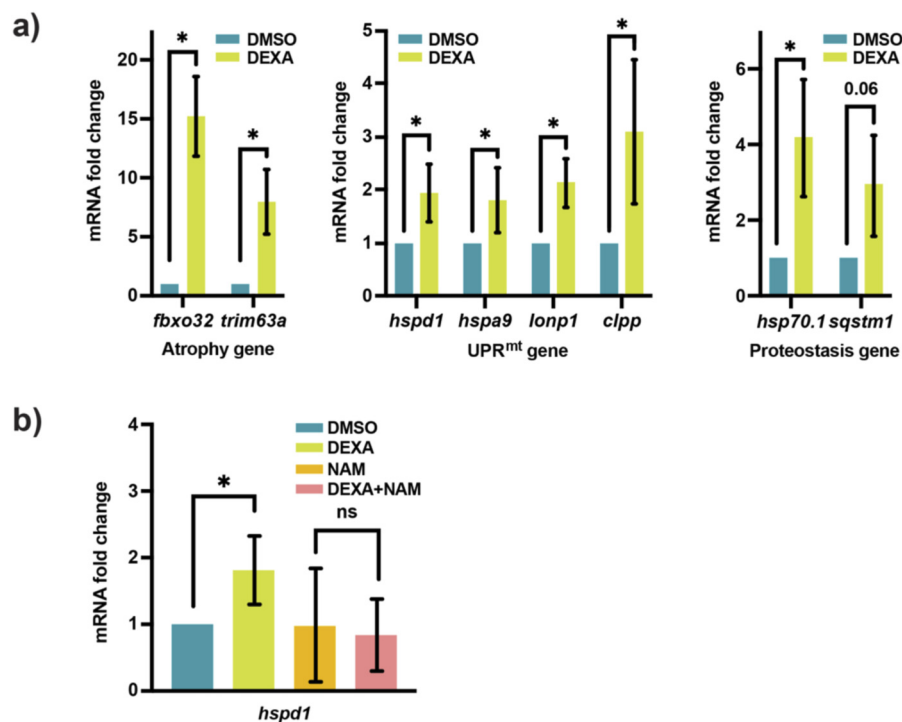 a)
DMSO
DEXA
mRNA fold change
20
15
10
5
0
*
*
fbxo32 trim63a
Atrophy gene
DMSO
DEXA
mRNA fold change
5
4
3
2
1
0
*
*
*
*
hspd1 hspa9 lonp1 clpp
UPRmt gene
DMSO
DEXA
mRNA fold change
6
4
2
0
*
0.06
hsp70.1 sqstm1
Proteostasis gene
b)
DMSO
DEXA
NAM
DEXA+NAM
mRNA fold change
4
3
2
1
0
*
ns
hspd1